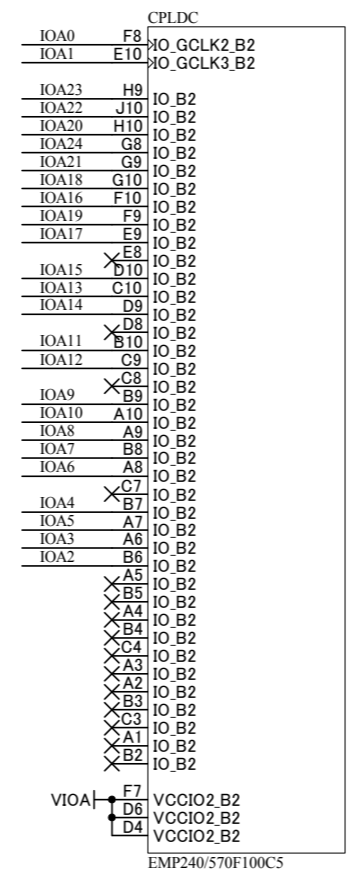 CPLDC
IOA0 F8 IO_GCLK2_B2
IOA1 E10 IO_GCLK3_B2
IOA23 H9 IO_B2
IOA22 J10 IO_B2
IOA20 H10 IO_B2
IOA24 G8 IO_B2
IOA21 G9 IO_B2
IOA18 G10 IO_B2
IOA16 F10 IO_B2
IOA19 F9 IO_B2
IOA17 E9 IO_B2
E8 IO_B2
IOA15 D10 IO_B2
IOA13 C10 IO_B2
IOA14 D9 IO_B2
D8 IO_B2
IOA11 B10 IO_B2
IOA12 C9 IO_B2
C8 IO_B2
IOA9 B9 IO_B2
IOA10 A10 IO_B2
IOA8 A9 IO_B2
IOA7 B8 IO_B2
IOA6 A8 IO_B2
C7 IO_B2
IOA4 B7 IO_B2
IOA5 A7 IO_B2
IOA3 A6 IO_B2
IOA2 B6 IO_B2
A5 IO_B2
B5 IO_B2
A4 IO_B2
B4 IO_B2
C4 IO_B2
A3 IO_B2
A2 IO_B2
B3 IO_B2
C3 IO_B2
A1 IO_B2
B2 IO_B2
VIOA F7 VCCIO2_B2
D6 VCCIO2_B2
D4 VCCIO2_B2
EMP240/570F100C5